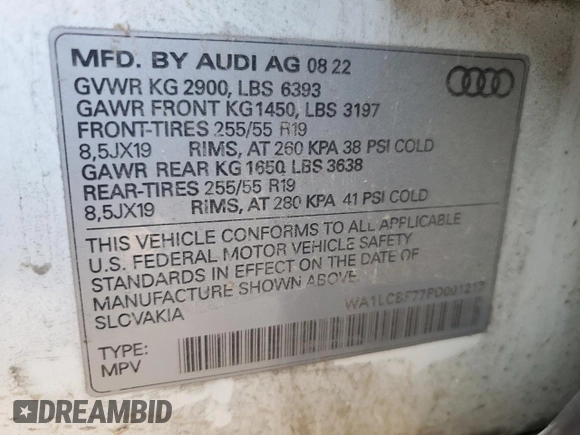 MFD. BY AUDI AG 08 22
GVWR KG 2900, LBS 6393
GAWR FRONT KG1450, LBS 3197
FRONT-TIRES 255/55 R19
8,5JX19 RIMS, AT 260 KPA 38 PSI COLD
GAWR REAR KG 1650, LBS 3638
REAR-TIRES 255/55 R19
8,5JX19 RIMS, AT 280 KPA 41 PSI COLD
THIS VEHICLE CONFORMS TO ALL APPLICABLE
U.S. FEDERAL MOTOR VEHICLE SAFETY
STANDARDS IN EFFECT ON THE DATE OF
MANUFACTURE SHOWN ABOVE.
SLOVAKIA
TYPE:
MPV
DREAMBID